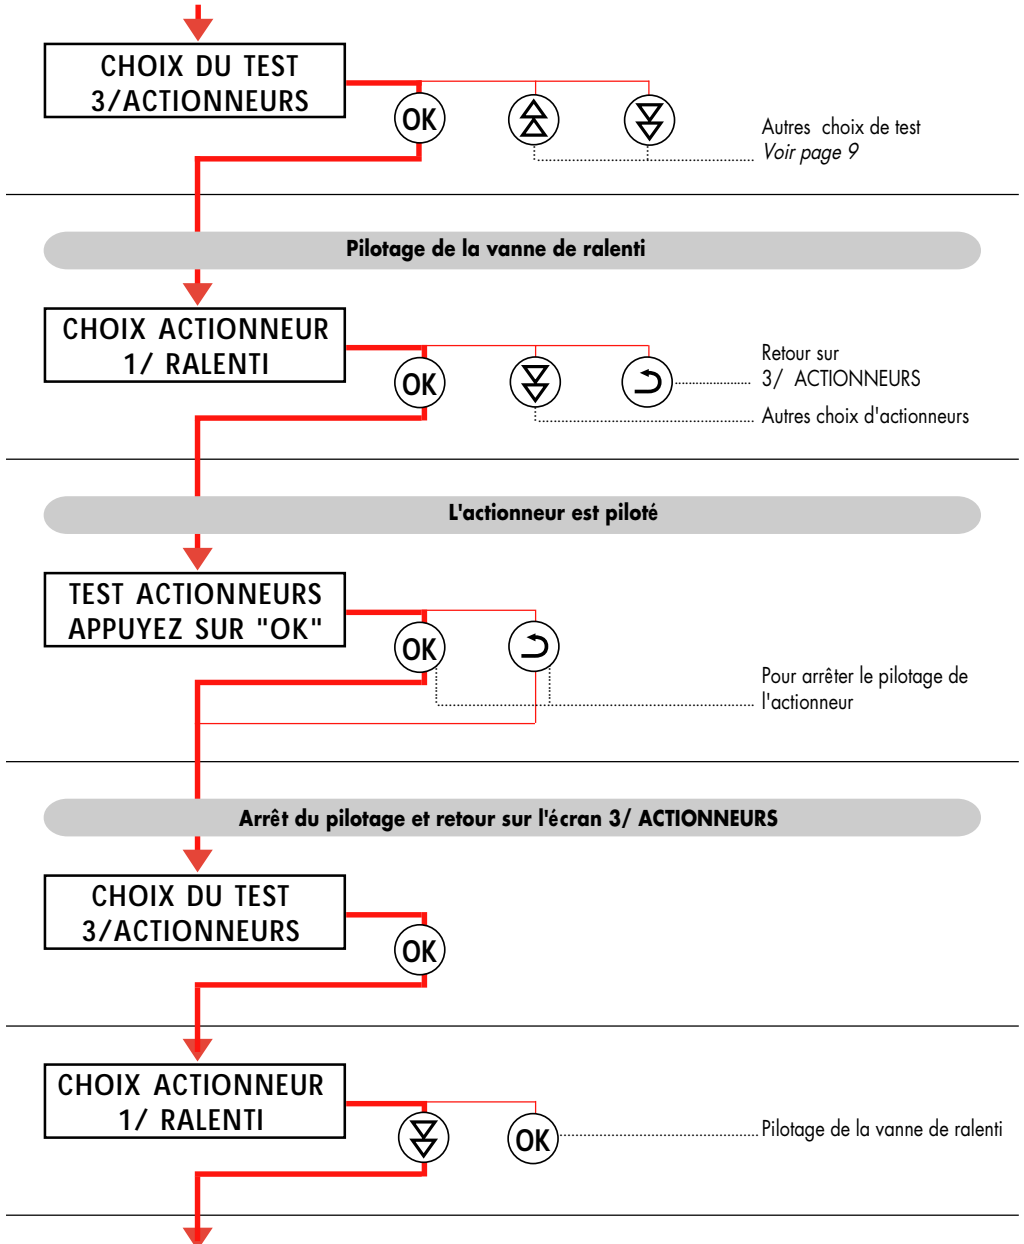 CHOIX DU TEST
3/ACTIONNEURS
OK
Autres choix de test
Voir page 9
Pilotage de la vanne de ralenti
CHOIX ACTIONNEUR
1/ RALENTI
OK
Retour sur
3/ ACTIONNEURS
Autres choix d'actionneurs
L'actionneur est piloté
TEST ACTIONNEURS
APPUYEZ SUR "OK"
OK
Pour arrêter le pilotage de
l'actionneur
Arrêt du pilotage et retour sur l'écran 3/ ACTIONNEURS
CHOIX DU TEST
3/ACTIONNEURS
OK
CHOIX ACTIONNEUR
1/ RALENTI
OK
Pilotage de la vanne de ralenti